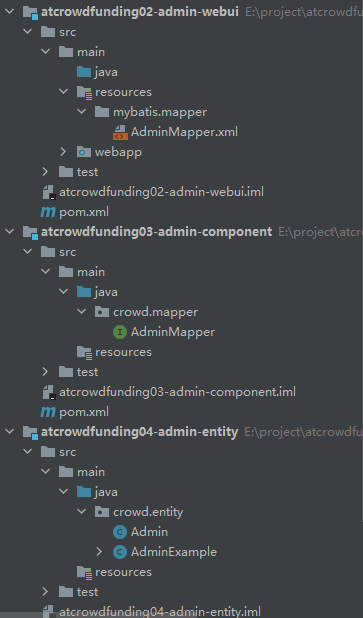 atcrowdfunding02-admin-webui E:\project\atcrowdfu
src
main
java
resources
mybatis.mapper
AdminMapper.xml
webapp
test
atcrowdfunding02-admin-webui.iml
m pom.xml
atcrowdfunding03-admin-component E:\project\atcro
src
main
java
crowd.mapper
I AdminMapper
resources
test
atcrowdfunding03-admin-component.iml
m pom.xml
atcrowdfunding04-admin-entity E:\project\atcrowdfu
src
main
java
crowd.entity
C Admin
C AdminExample
resources
test
atcrowdfunding04-admin-entity.iml